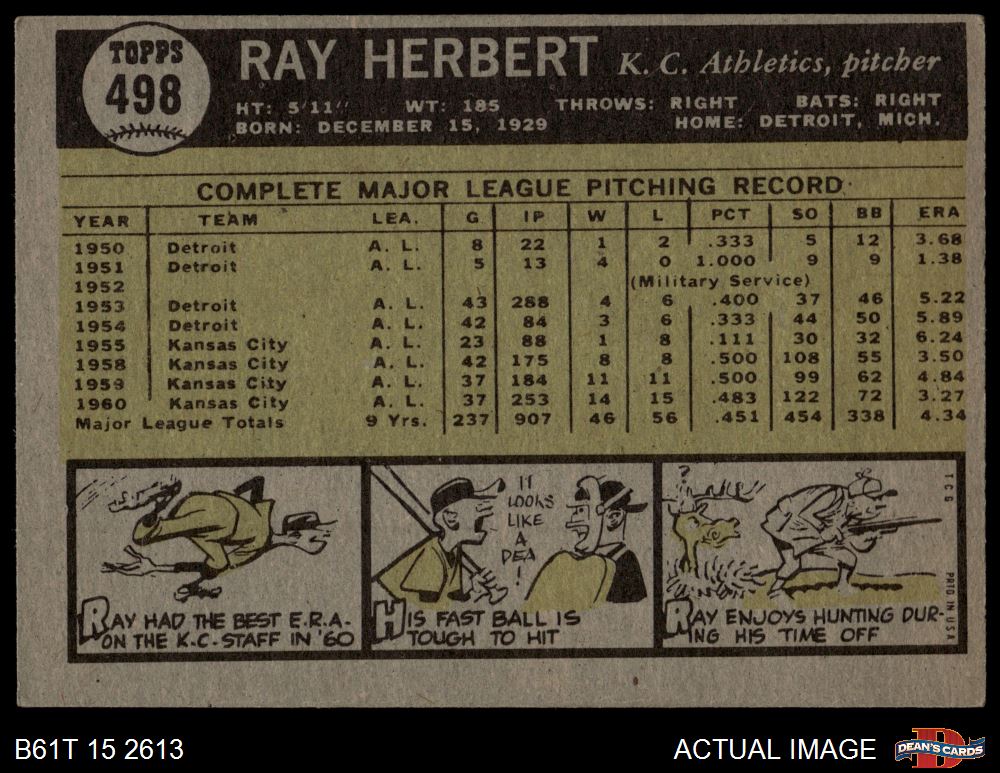 TOPPS
498
RAY HERBERT K. C. Athletics, pitcher
HT: 5'11" WT: 185 THROWS: RIGHT BATS: RIGHT
BORN: DECEMBER 15, 1929 HOME: DETROIT, MICH.
COMPLETE MAJOR LEAGUE PITCHING RECORD
YEAR TEAM LEA. G IP W L PCT SO BB ERA
1950 Detroit A. L. 8 22 1 2 .333 5 12 3.68
1951 Detroit A. L. 5 13 4 0 1.000 9 9 1.38
1952 (Military Service)
1953 Detroit A. L. 43 288 4 6 .400 37 46 5.22
1954 Detroit A. L. 42 84 3 6 .333 44 50 5.89
1955 Kansas City A. L. 23 88 1 8 .111 30 32 6.24
1958 Kansas City A. L. 42 175 8 8 .500 108 55 3.50
1959 Kansas City A. L. 37 184 11 11 .500 99 62 4.84
1960 Kansas City A. L. 37 253 14 15 .483 122 72 3.27
Major League Totals 9 Yrs. 237 907 46 56 .451 454 338 4.34
RAY HAD THE BEST E.R.A.
ON THE K.C. STAFF IN '60
IT
LOOKS
LIKE
A
PEA
!
HIS FAST BALL IS
TOUGH TO HIT
?
RAY ENJOYS HUNTING DUR-
ING HIS TIME OFF
T.C.G.
PRTD IN USA
B61T 15 2613
ACTUAL IMAGE
D
DEAN'S CARDS